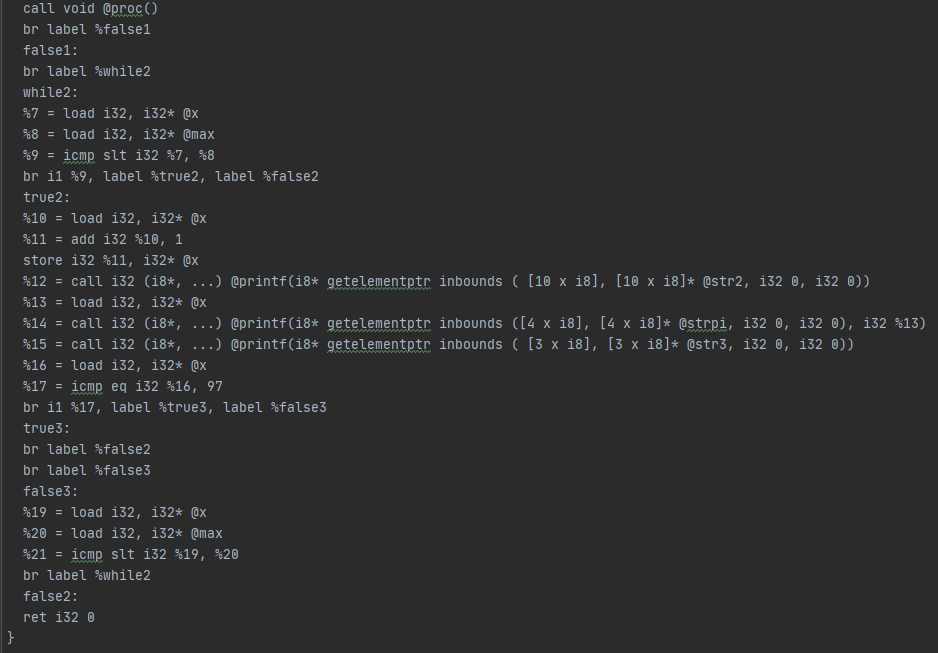 call void @proc()
br label %false1
false1:
br label %while2
while2:
%7 = load i32, i32* @x
%8 = load i32, i32* @max
%9 = icmp slt i32 %7, %8
br i1 %9, label %true2, label %false2
true2:
%10 = load i32, i32* @x
%11 = add i32 %10, 1
store i32 %11, i32* @x
%12 = call i32 (i8*, ...) @printf(i8* getelementptr inbounds ( [10 x i8], [10 x i8]* @str2, i32 0, i32 0))
%13 = load i32, i32* @x
%14 = call i32 (i8*, ...) @printf(i8* getelementptr inbounds ([4 x i8], [4 x i8]* @strpi, i32 0, i32 0), i32 %13)
%15 = call i32 (i8*, ...) @printf(i8* getelementptr inbounds ( [3 x i8], [3 x i8]* @str3, i32 0, i32 0))
%16 = load i32, i32* @x
%17 = icmp eq i32 %16, 97
br i1 %17, label %true3, label %false3
true3:
br label %false2
br label %false3
false3:
%19 = load i32, i32* @x
%20 = load i32, i32* @max
%21 = icmp slt i32 %19, %20
br label %while2
false2:
ret i32 0
}